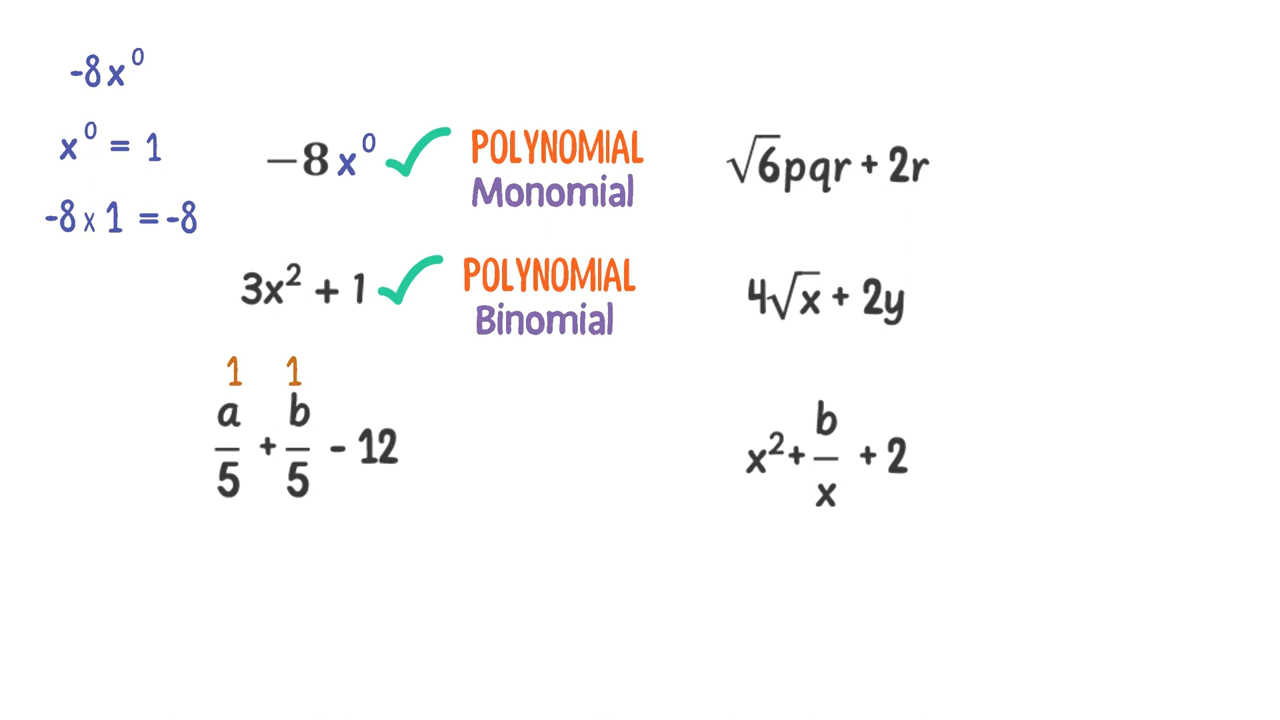 -8x⁰
x⁰ = 1
-8 x 1 = -8
−8x⁰
POLYNOMIAL
Monomial
3x² + 1
POLYNOMIAL
Binomial
1 1
a/5 + b/5 - 12
√6pqr + 2r
4√x + 2y
x² + b/x + 2